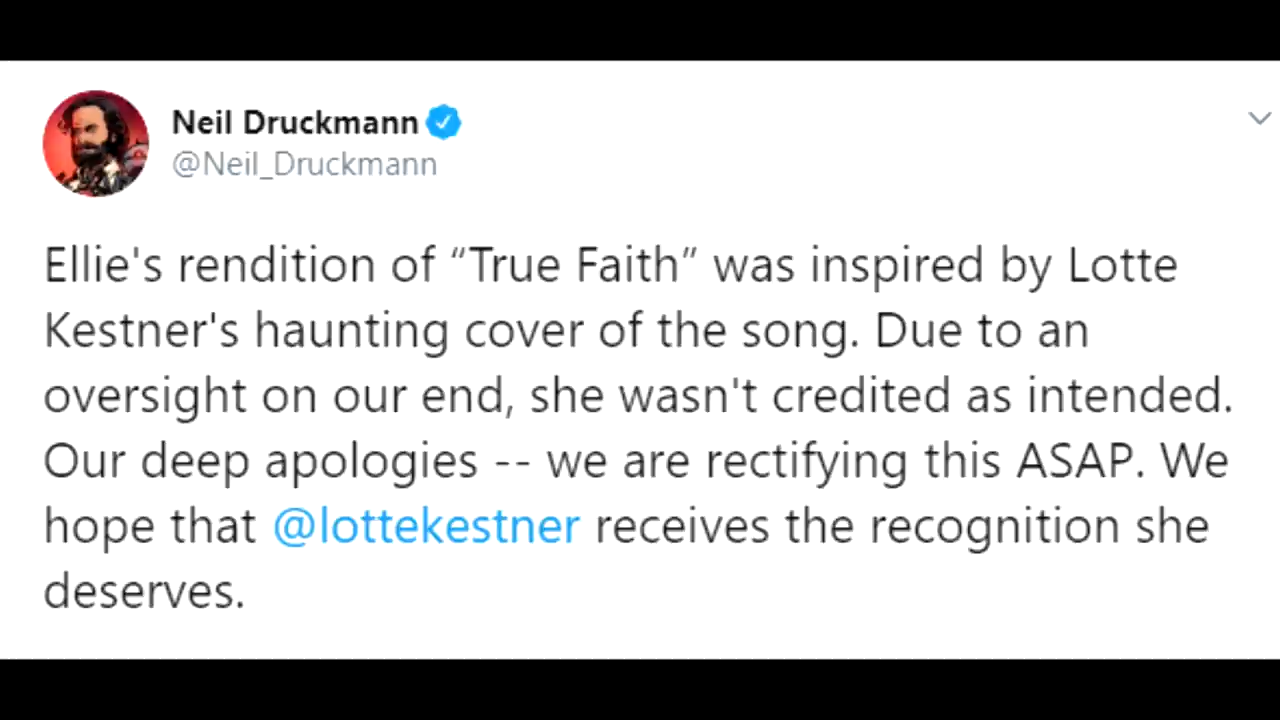 Neil Druckmann
@Neil_Druckmann
Ellie's rendition of “True Faith” was inspired by Lotte
Kestner's haunting cover of the song. Due to an
oversight on our end, she wasn't credited as intended.
Our deep apologies -- we are rectifying this ASAP. We
hope that @lottekestner receives the recognition she
deserves.